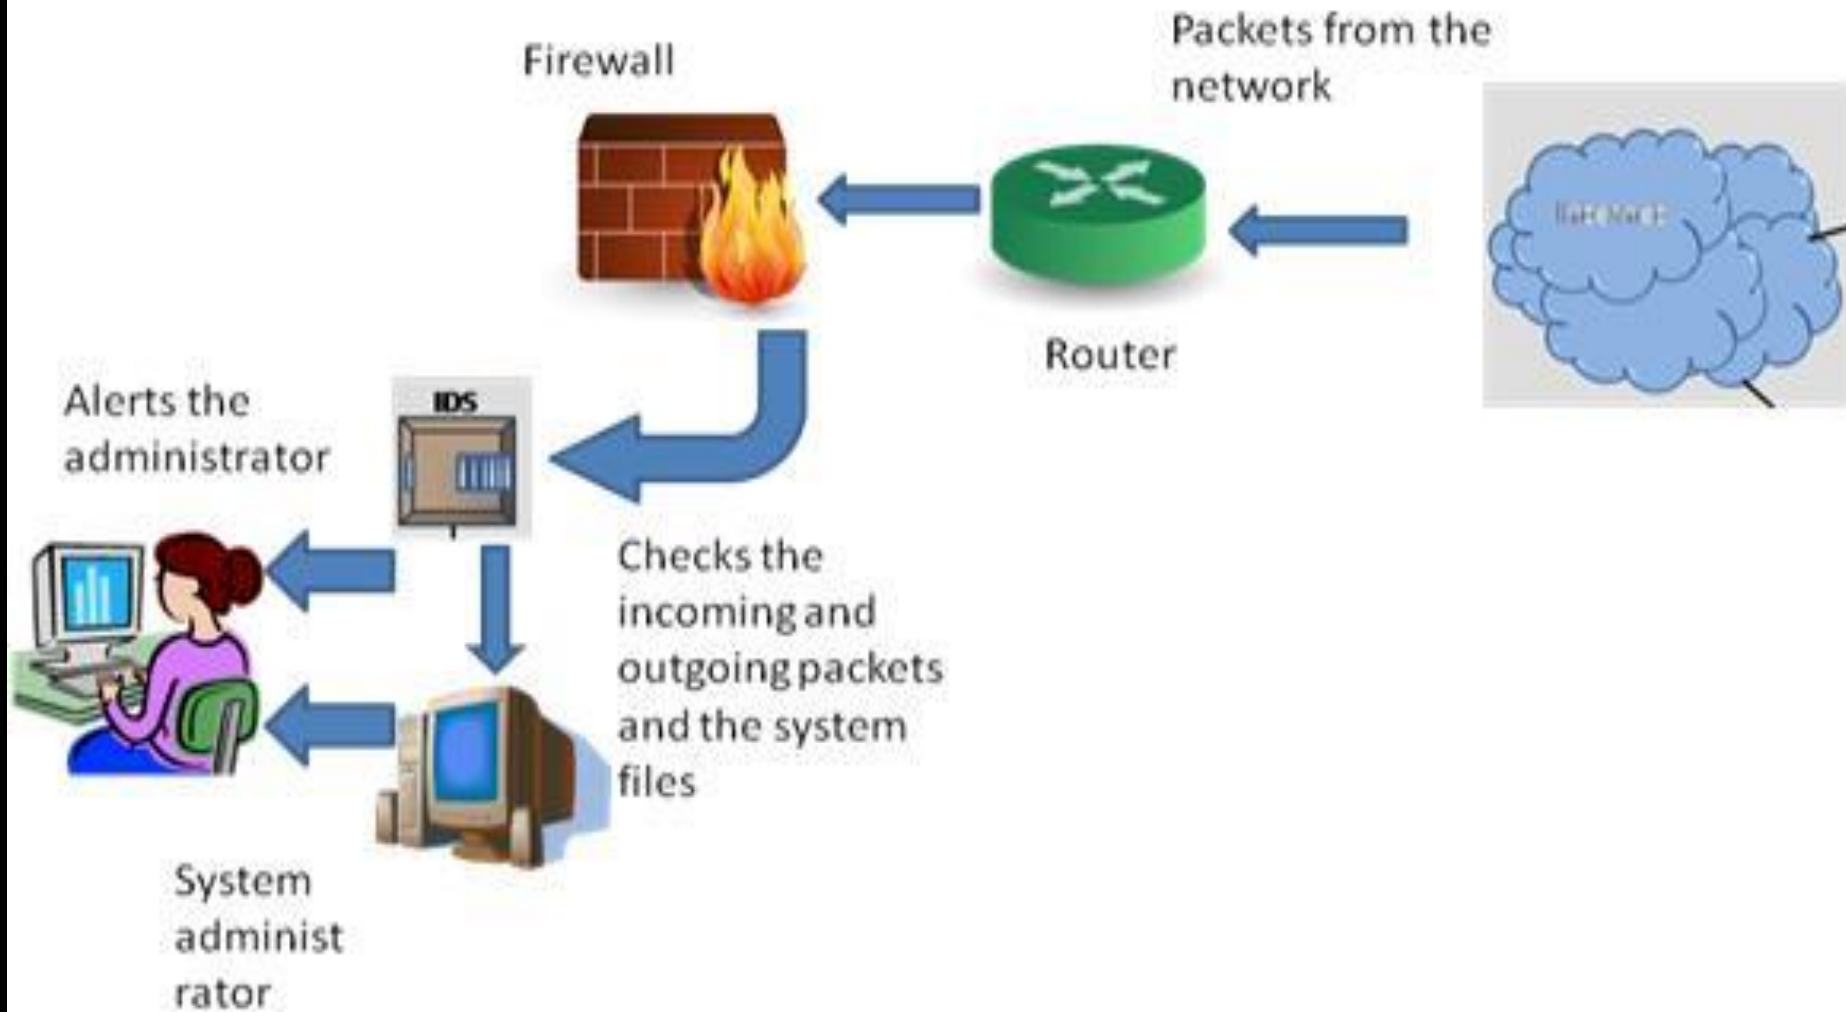 Packets from the
network
Firewall
Router
Alerts the
administrator
IDS
Checks the
incoming and
outgoing packets
and the system
files
System
administ
rator